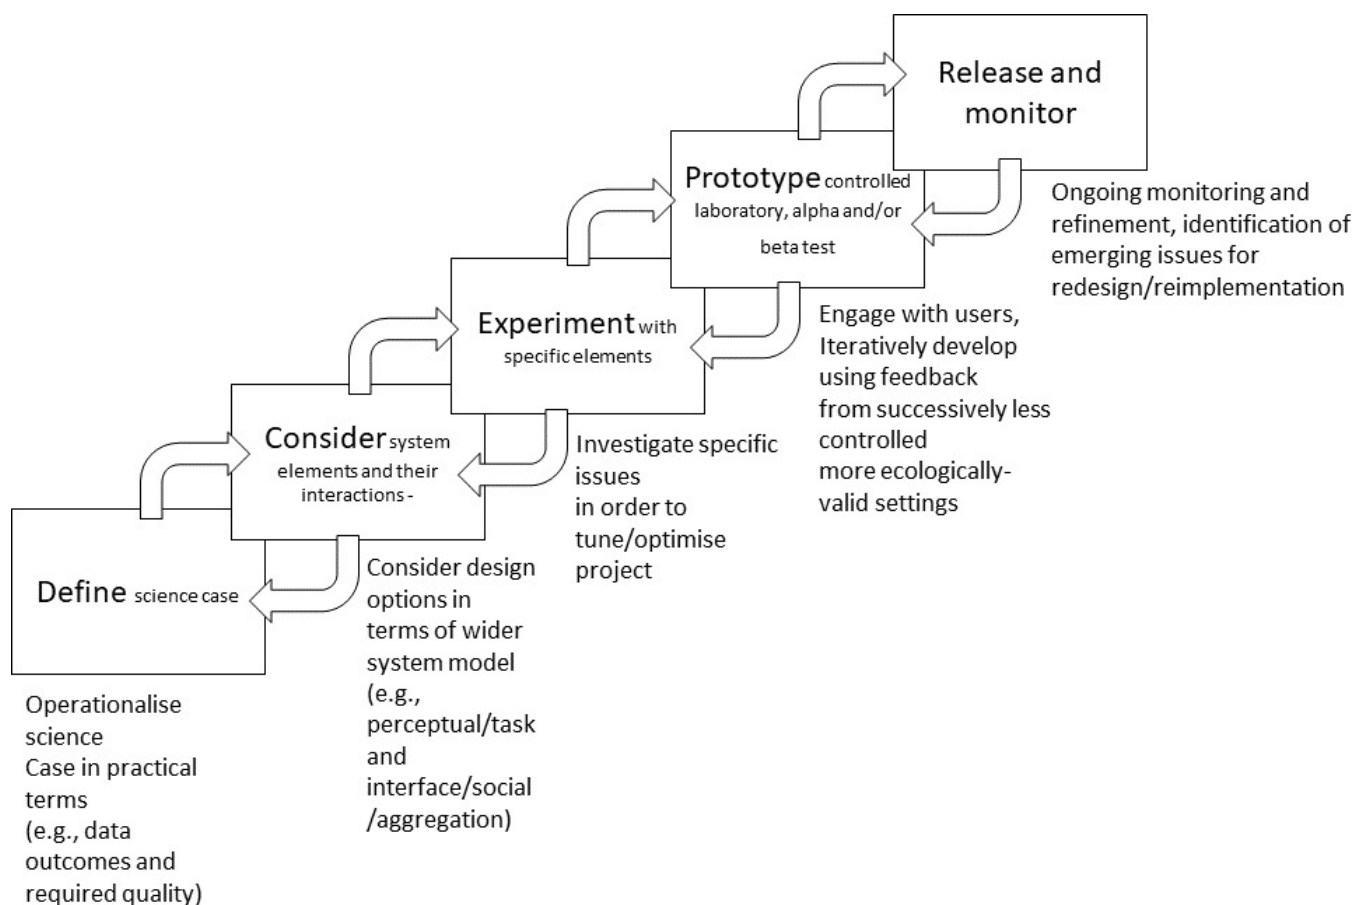 Release and
monitor
Ongoing monitoring and
refinement, identification of
emerging issues for
redesign/reimplementation
Prototype controlled
laboratory, alpha and/or
beta test
Engage with users,
Iteratively develop
using feedback
from successively less
controlled
more ecologically-
valid settings
Experiment with
specific elements
Investigate specific
issues
in order to
tune/optimise
project
Consider system
elements and their
interactions -
Consider design
options in
terms of wider
system model
(e.g.,
perceptual/task
and
interface/social
/aggregation)
Define science case
Operationalise
science
Case in practical
terms
(e.g., data
outcomes and
required quality)